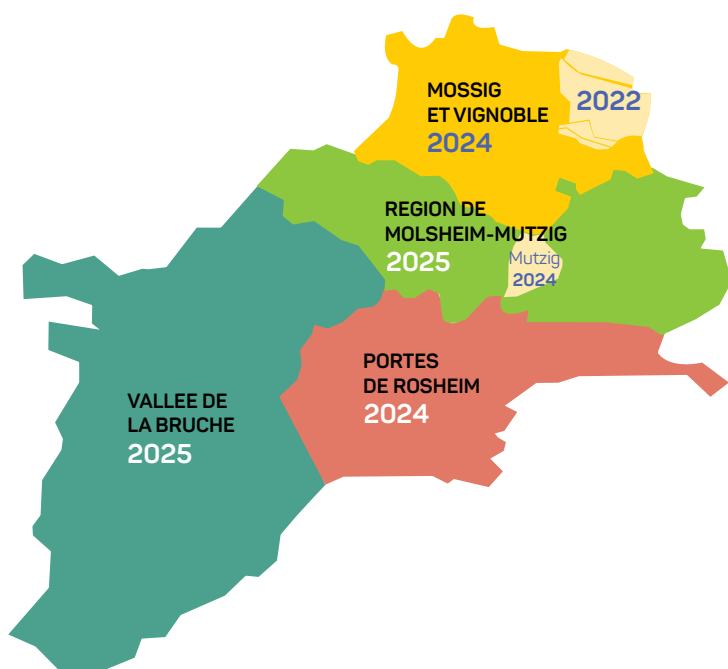 MOSSIG
ET VIGNOBLE
2024
2022
REGION DE
MOLSHEIM-MUTZIG
2025
Mutzig
2024
PORTES
DE ROSHEIM
2024
VALLEE DE
LA BRUCHE
2025